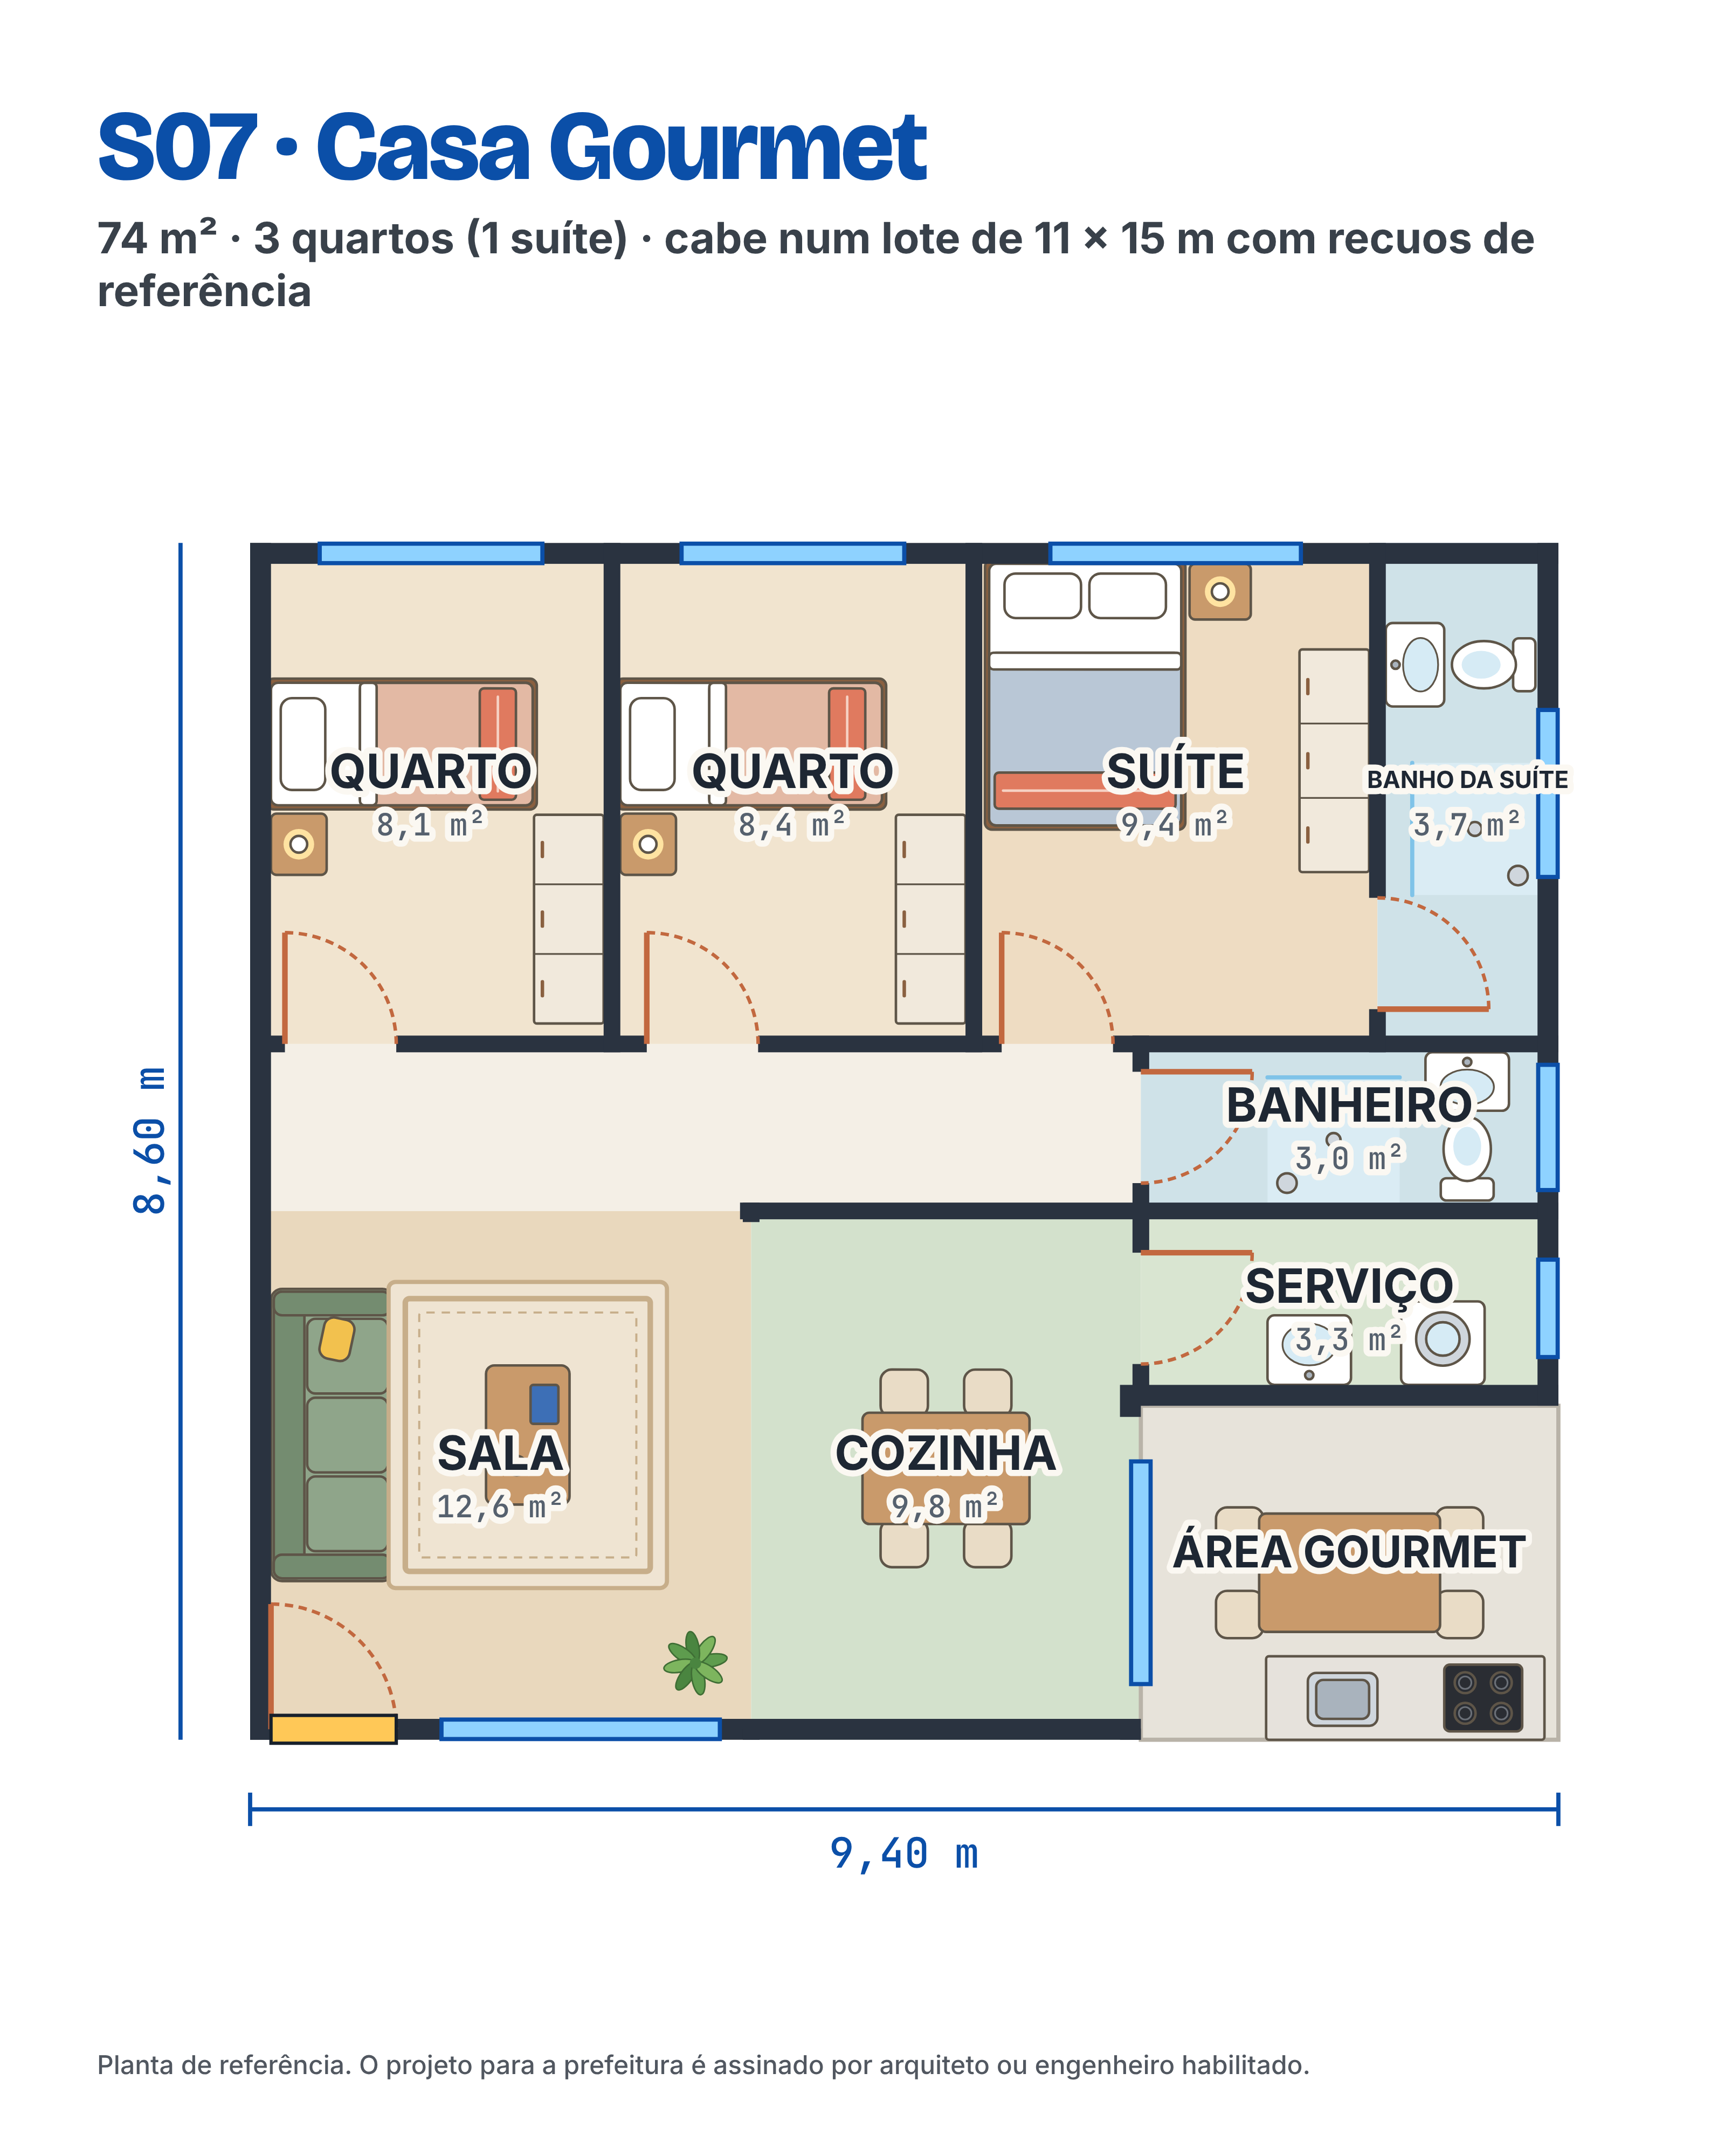 S07 · Casa Gourmet
74 m² · 3 quartos (1 suíte) · cabe num lote de 11 × 15 m com recuos de
referência
QUARTO
8,1 m²
QUARTO
8,4 m²
SUÍTE
9,4 m²
BANHO DA SUÍTE
3,7 m²
8,60 m
BANHEIRO
3,0 m²
SERVIÇO
3,3 m²
SALA
12,6 m²
COZINHA
9,8 m²
ÁREA GOURMET
9,40 m
Planta de referência. O projeto para a prefeitura é assinado por arquiteto ou engenheiro habilitado.